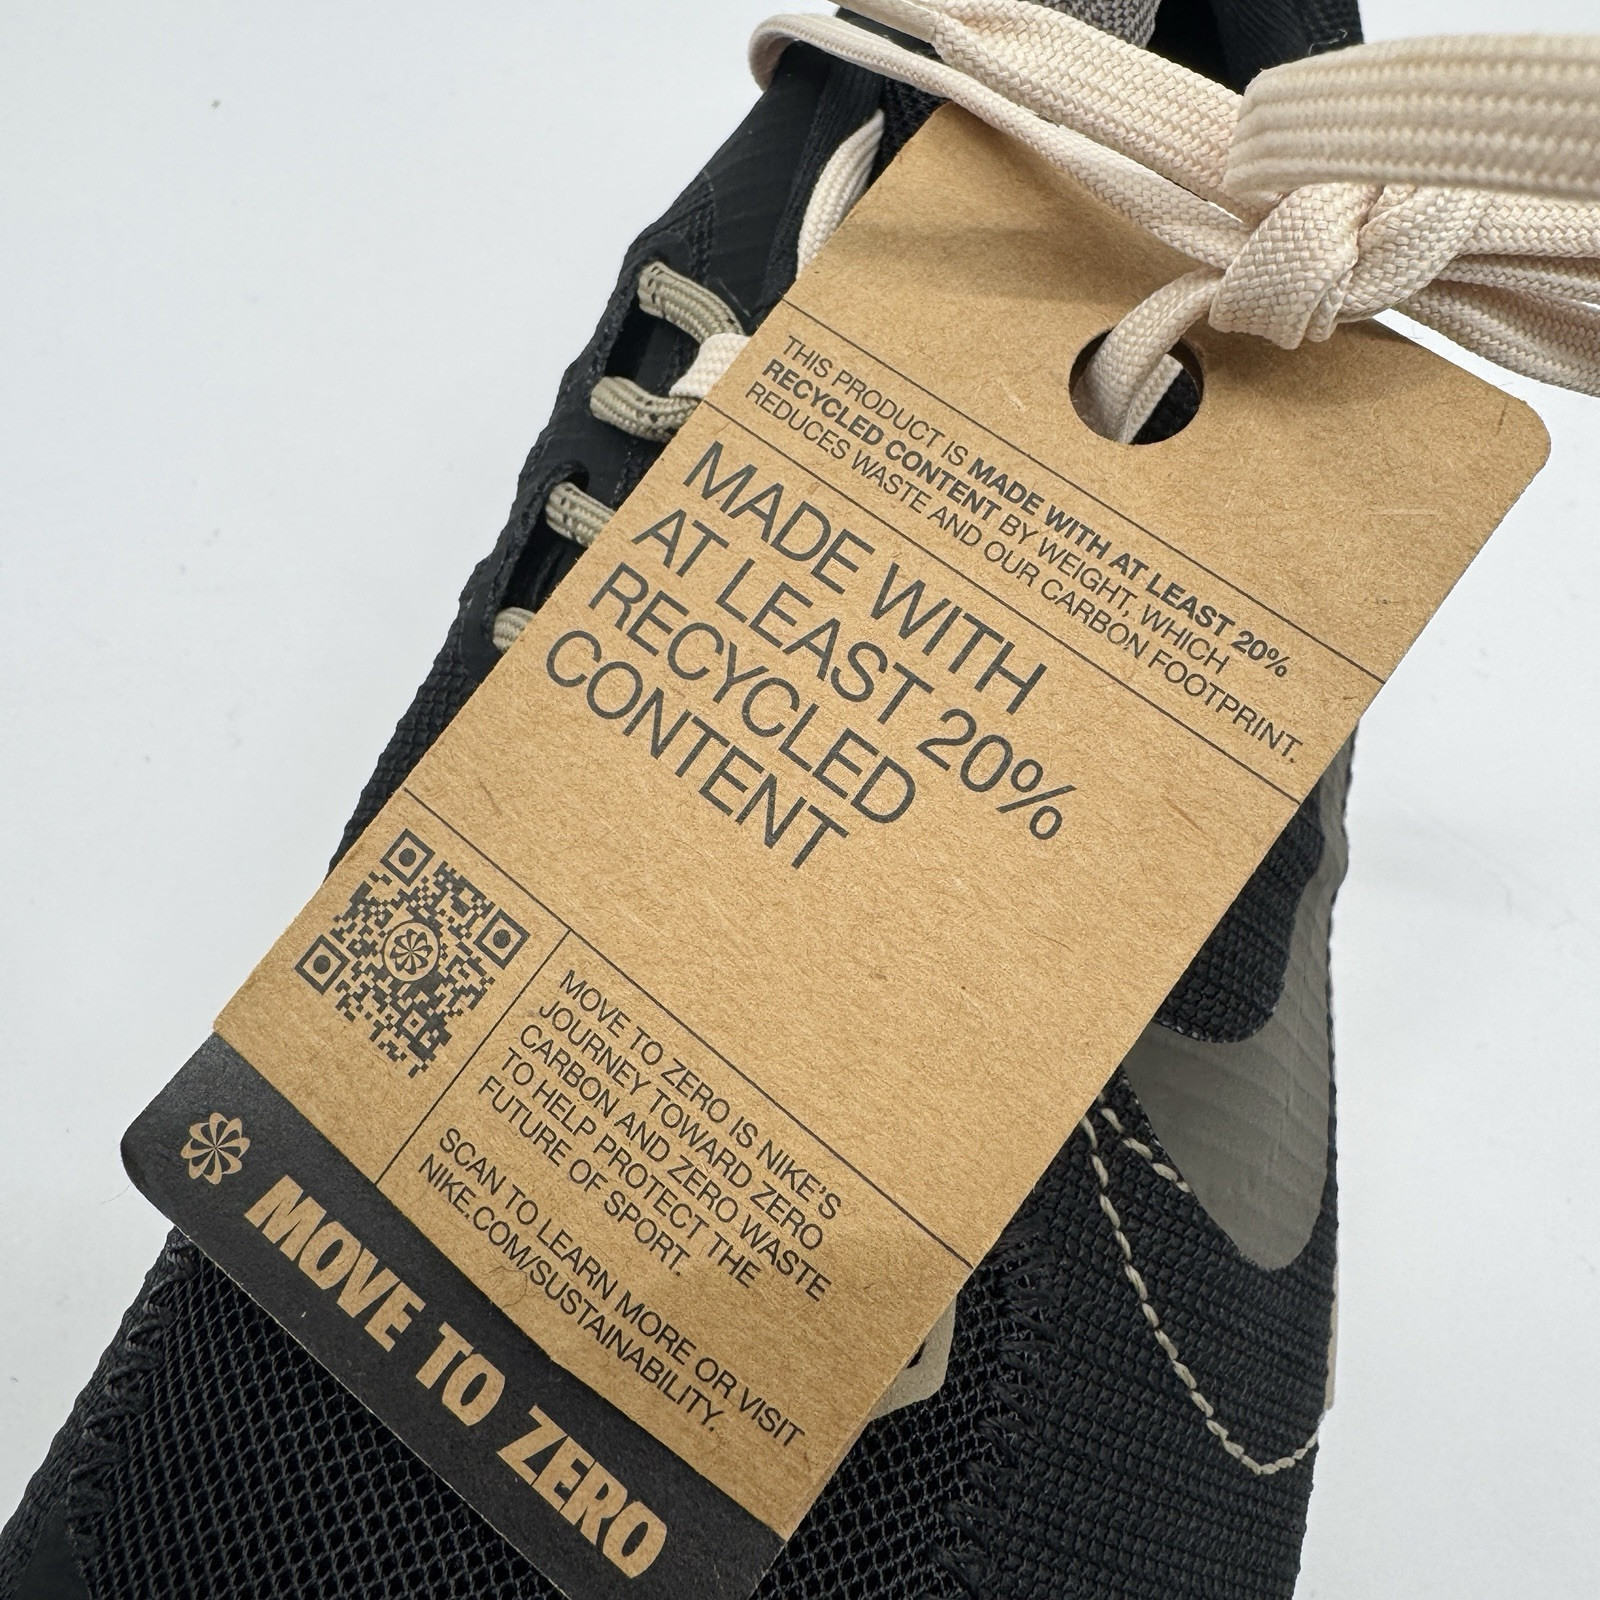 THIS PRODUCT IS MADE WITH AT LEAST 20%
RECYCLED CONTENT BY WEIGHT, WHICH
REDUCES WASTE AND OUR CARBON FOOTPRINT.
MADE WITH
AT LEAST 20%
RECYCLED
CONTENT
MOVE TO ZERO IS NIKE'S
JOURNEY TOWARD ZERO
CARBON AND ZERO WASTE
TO HELP PROTECT THE
FUTURE OF SPORT.
SCAN TO LEARN MORE OR VISIT
NIKE.COM/SUSTAINABILITY.
MOVE TO ZERO